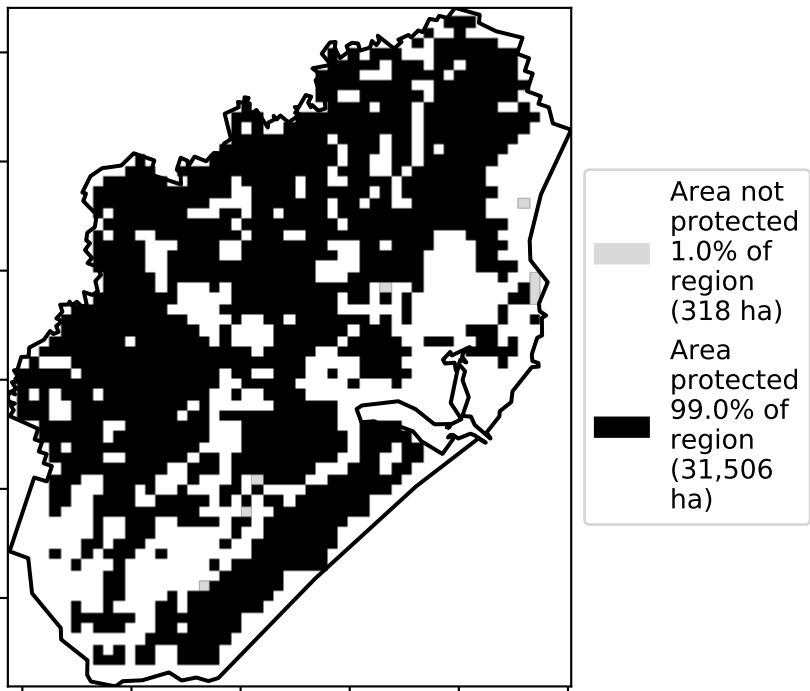 Area not
protected
1.0% of
region
(318 ha)
Area
protected
99.0% of
region
(31,506
ha)